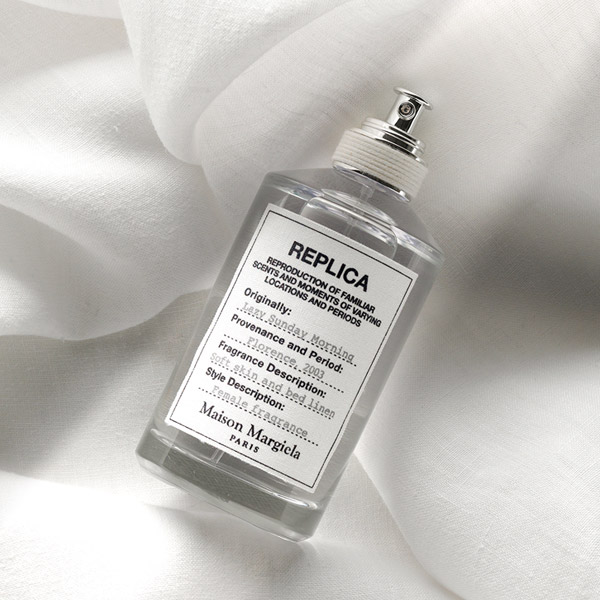 REPLICA
REPRODUCTION OF FAMILIAR
SCENTS AND MOMENTS OF VARYING
LOCATIONS AND PERIODS
Originally:
Lazy Sunday Morning
Provenance and Period:
Florence, 2003
Fragrance Description:
Soft skin and bed linen
Style Description:
Female fragrance
Maison Margiela
PARIS